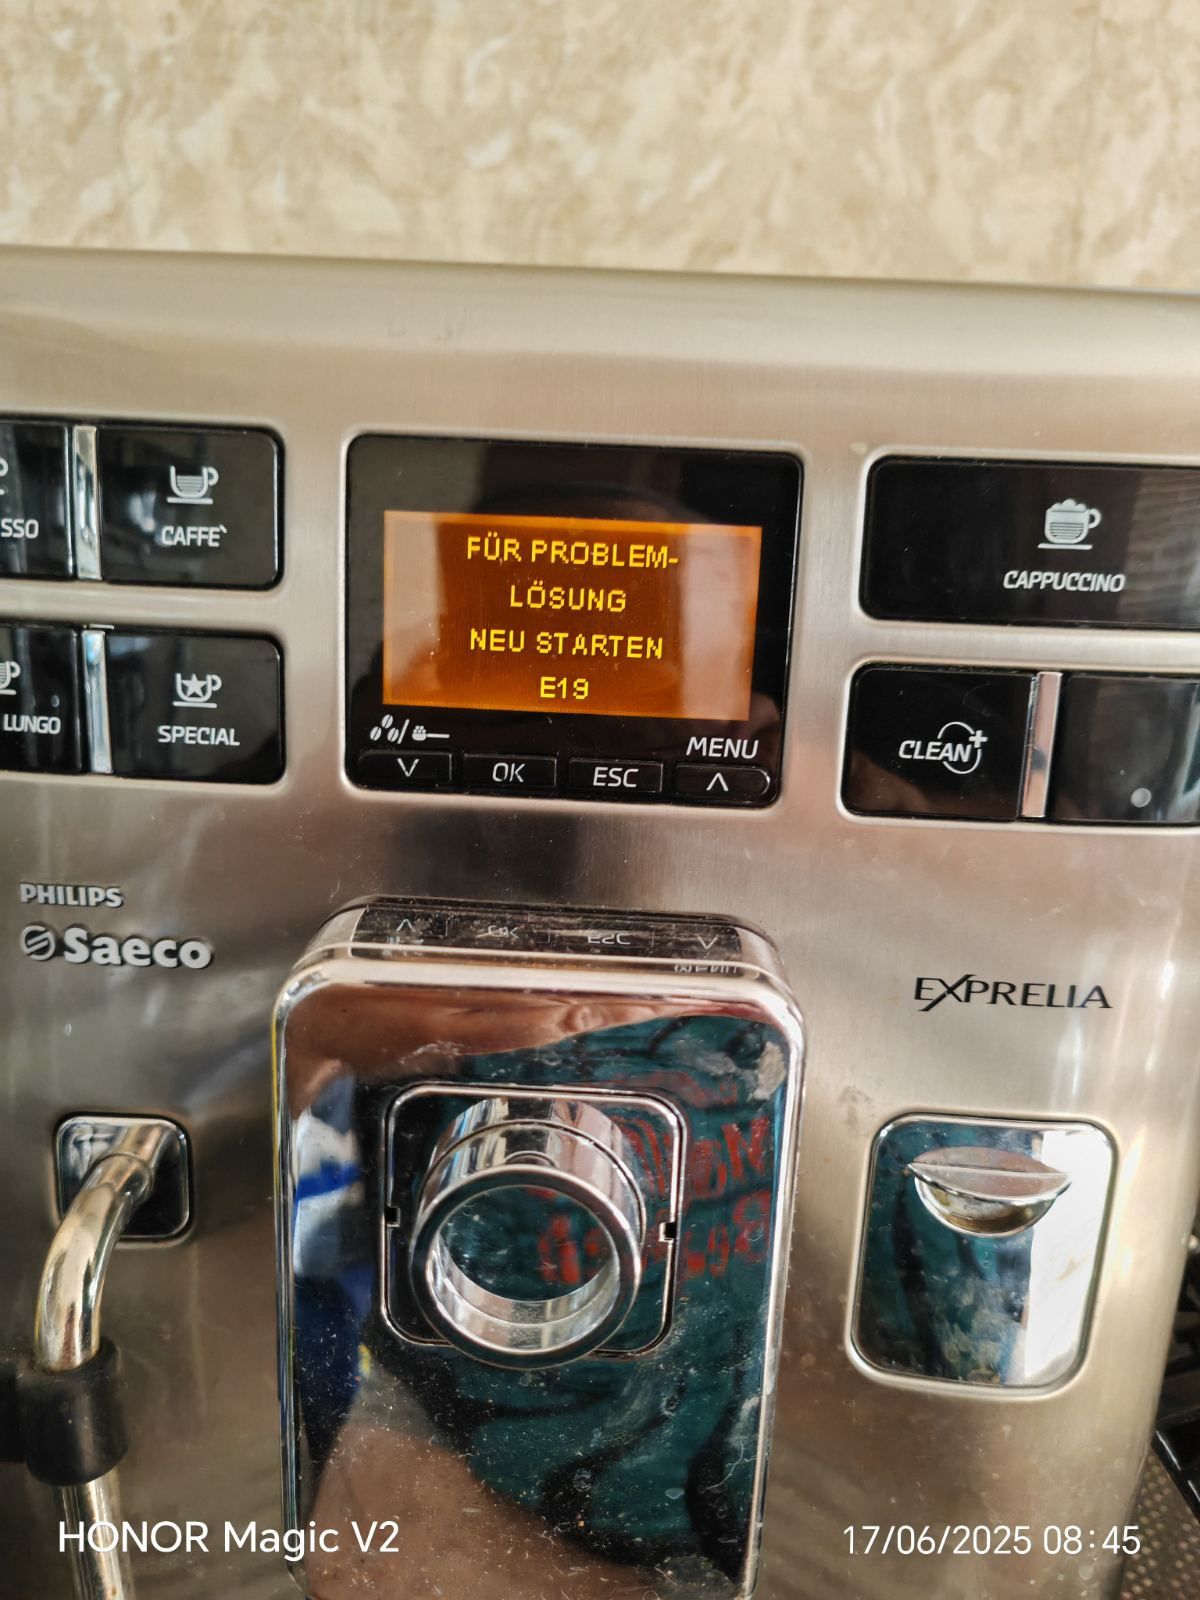 FÜR PROBLEM-
LÖSUNG
NEU STARTEN
E19
SSO
CAFFE`
CAPPUCCINO
LUNGO
SPECIAL
MENU
OK
ESC
CLEAN+
PHILIPS
Saeco
EXPRELIA
HONOR Magic V2
17/06/2025 08:45